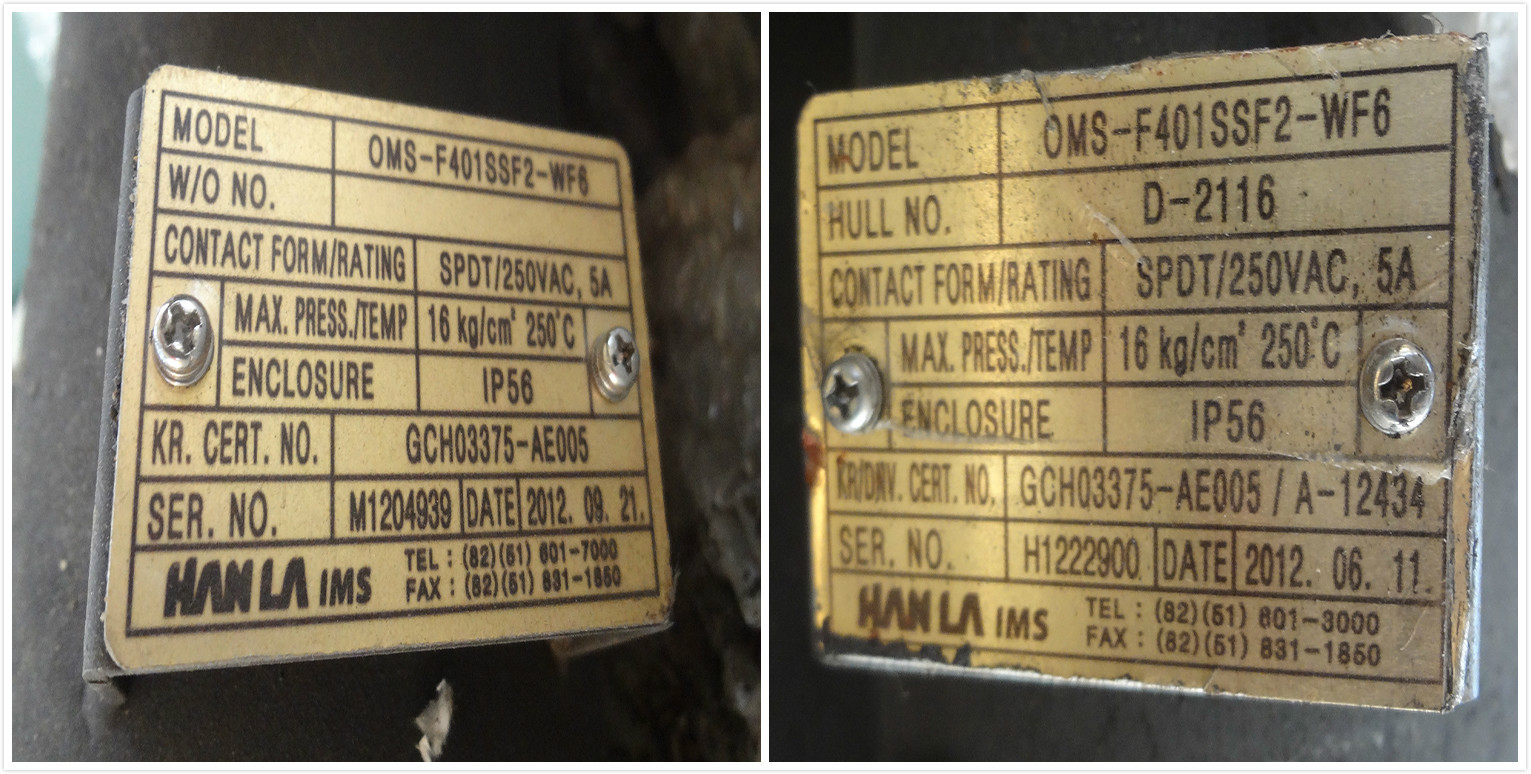 MODEL OMS-F401SSF2-WF6
W/O NO.
CONTACT FORM/RATING SPDT/250VAC, 5A
MAX. PRESS./TEMP 16 kg/cm² 250°C
ENCLOSURE IP56
KR. CERT. NO. GCH03375-AE005
SER. NO. M1204939 DATE 2012. 09. 21.
HANLA IMS TEL : (82)(51) 601-7000
FAX : (82)(51) 831-1850
MODEL OMS-F401SSF2-WF6
HULL NO. D-2116
CONTACT FORM/RATING SPDT/250VAC, 5A
MAX. PRESS./TEMP 16 kg/cm² 250°C
ENCLOSURE IP56
KR/DNV. CERT. NO. GCH03375-AE005 / A-12434
SER. NO. H1222900 DATE 2012. 06. 11.
HANLA IMS TEL : (82)(51) 601-3000
FAX : (82)(51) 831-1850